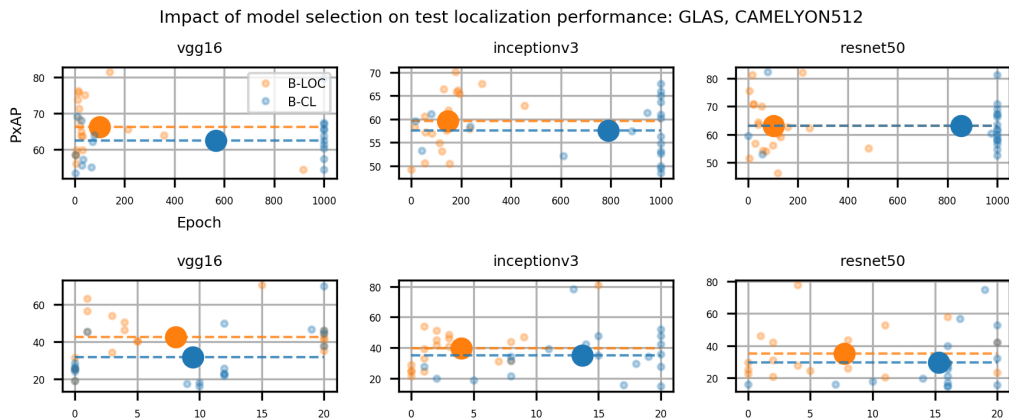 Impact of model selection on test localization performance: GLAS, CAMELYON512
vgg16 inceptionv3 resnet50
B-LOC
B-CL
PxAP
80
70
60
70
65
60
55
50
80
70
60
50
0 200 400 600 800 1000 0 200 400 600 800 1000 0 200 400 600 800 1000
Epoch
vgg16 inceptionv3 resnet50
60
40
20
80
60
40
20
80
60
40
20
0 5 10 15 20 0 5 10 15 20 0 5 10 15 20